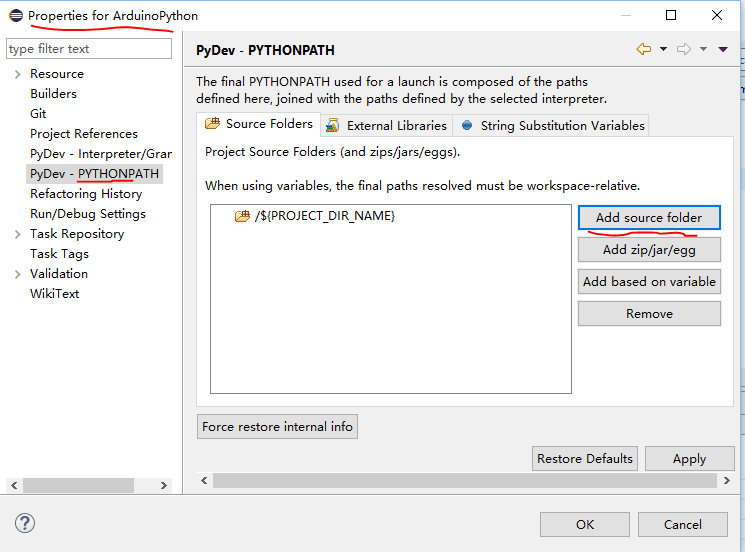 Properties for ArduinoPython
type filter text
Resource
Builders
Git
Project References
PyDev - Interpreter/Gran
PyDev - PYTHONPATH
Refactoring History
Run/Debug Settings
Task Repository
Task Tags
Validation
WikiText
PyDev - PYTHONPATH
The final PYTHONPATH used for a launch is composed of the paths
defined here, joined with the paths defined by the selected interpreter.
Source Folders
External Libraries
String Substitution Variables
Project Source Folders (and zips/jars/eggs).
When using variables, the final paths resolved must be workspace-relative.
/${PROJECT_DIR_NAME}
Add source folder
Add zip/jar/egg
Add based on variable
Remove
Force restore internal info
Restore Defaults
Apply
OK
Cancel